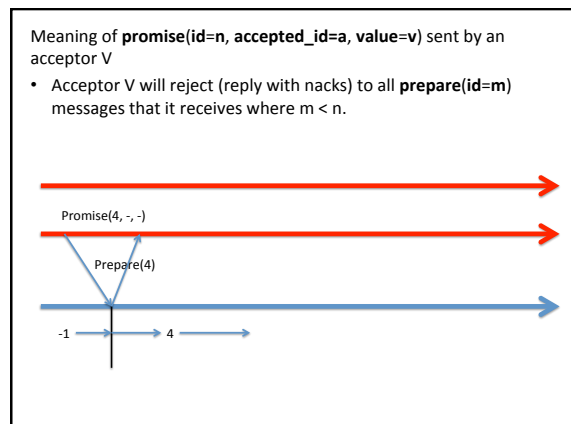 Meaning of promise(id=n, accepted_id=a, value=v) sent by an
acceptor V
• Acceptor V will reject (reply with nacks) to all prepare(id=m)
messages that it receives where m < n.
Promise(4, -, -)
Prepare(4)
-1
4